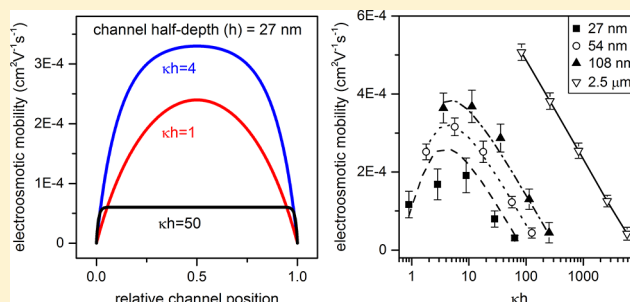 channel half-depth (h) = 27 nm
κh=4
κh=1
κh=50
electroosmotic mobility (cm²V⁻¹s⁻¹)
3E-4
2E-4
1E-4
0
0.0 0.5 1.0
relative channel position
27 nm
54 nm
108 nm
2.5 μm
electroosmotic mobility (cm²V⁻¹s⁻¹)
6E-4
4E-4
2E-4
0
1 10 100 1000
κh